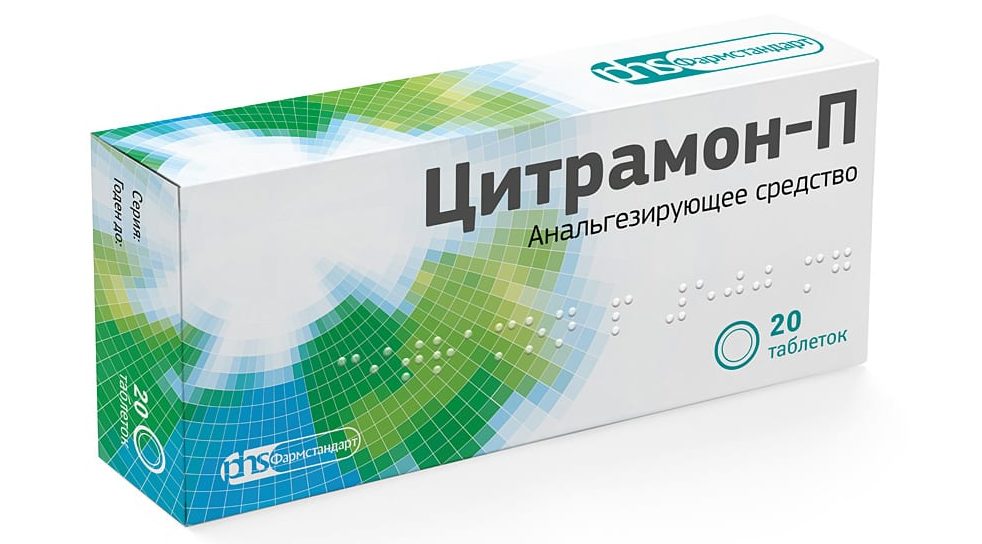 phs Фармстандарт
Цитрамон-П
Анальгезирующее средство
20
таблеток
phs Фармстандарт
Серия:
Годен до:
20
таблеток